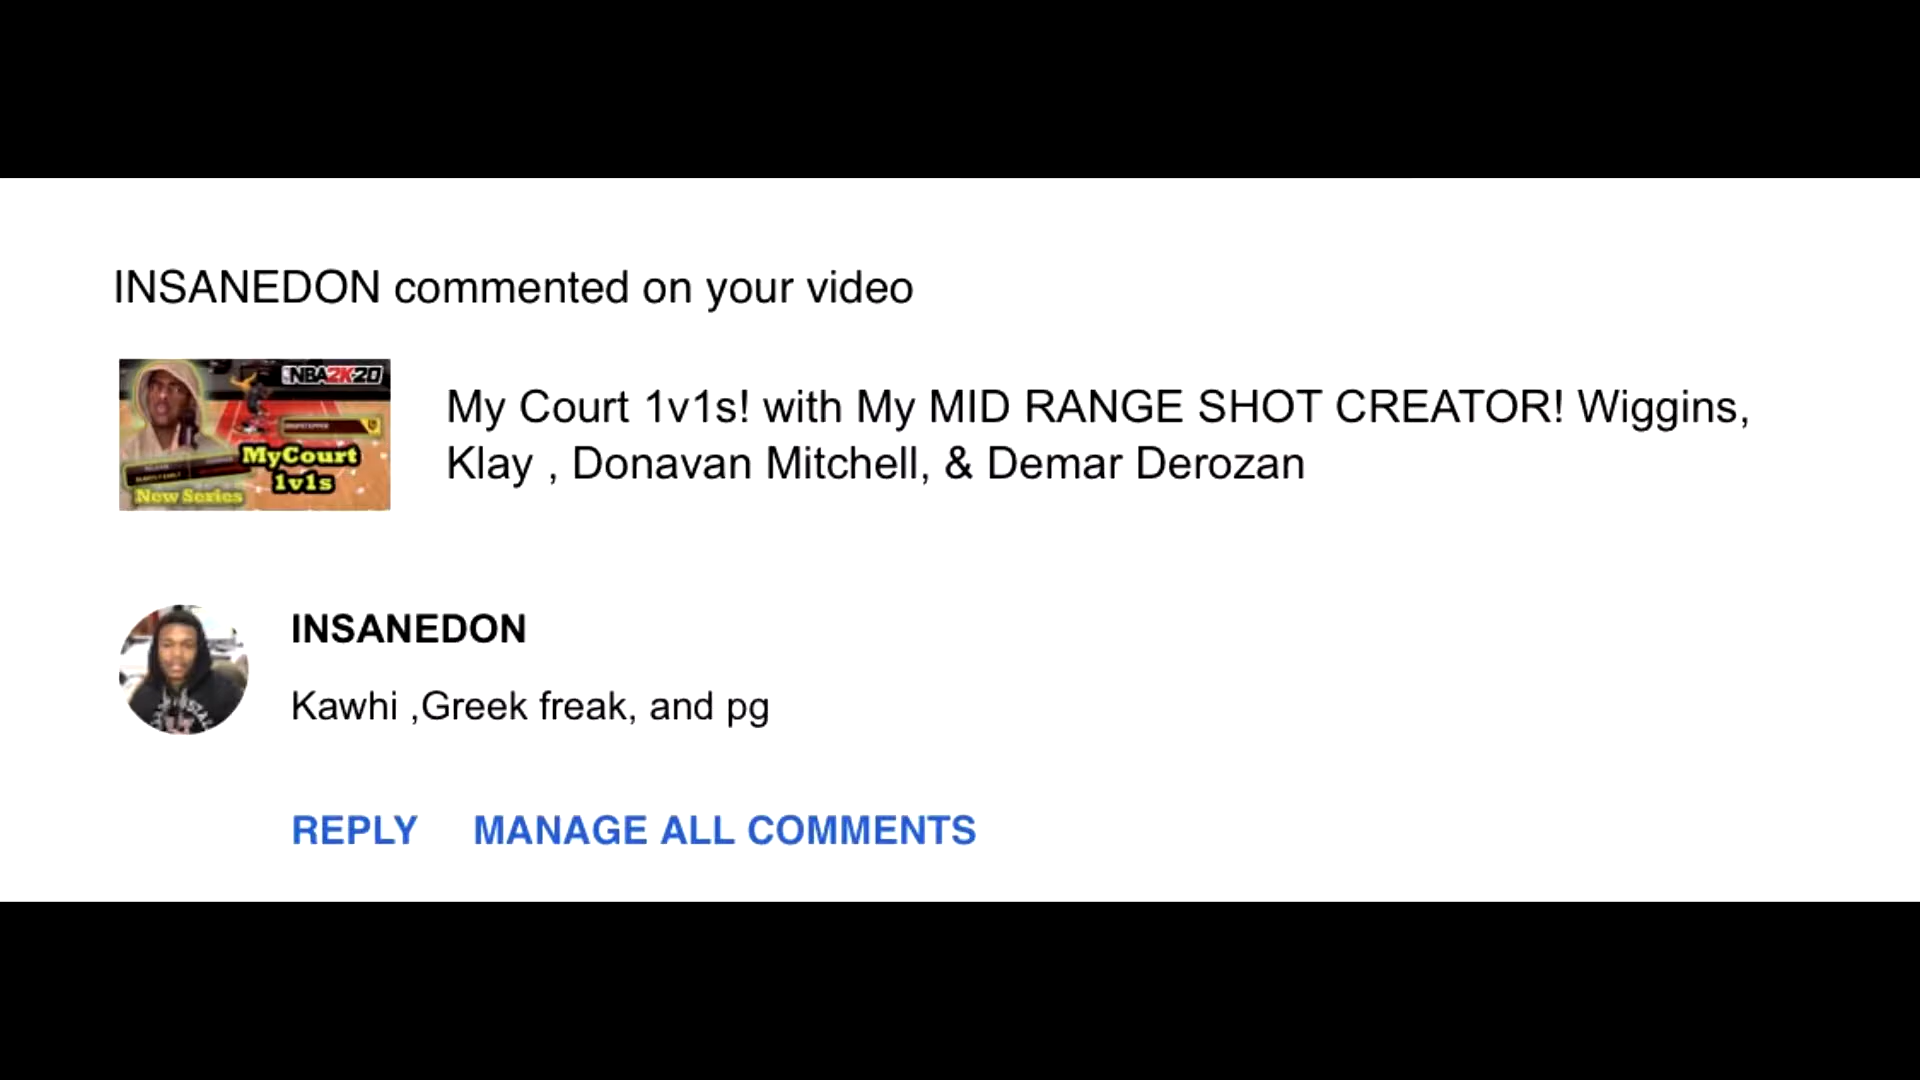 INSANEDON commented on your video
NBA2K20
MyCourt
1v1s
New Series
My Court 1v1s! with My MID RANGE SHOT CREATOR! Wiggins,
Klay , Donavan Mitchell, & Demar Derozan
INSANEDON
Kawhi ,Greek freak, and pg
REPLY MANAGE ALL COMMENTS